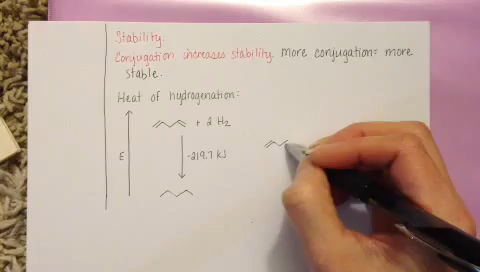 Stability:
Conjugation increases stability. More conjugation = more
stable.
Heat of hydrogenation:
+ 2 H₂
E
-219.7 kJ